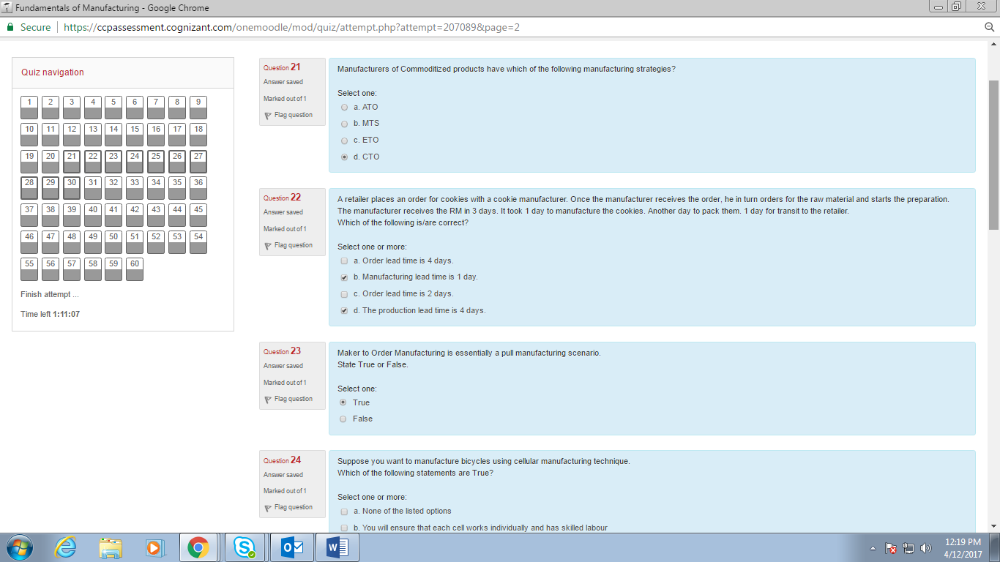 Fundamentals of Manufacturing - Google Chrome
Secure
https://ccpassessment.cognizant.com/onemoodle/mod/quiz/attempt.php?attempt=207089&page=2
Quiz navigation
1 2 3 4 5 6 7 8 9
10 11 12 13 14 15 16 17 18
19 20 21 22 23 24 25 26 27
28 29 30 31 32 33 34 35 36
37 38 39 40 41 42 43 44 45
46 47 48 49 50 51 52 53 54
55 56 57 58 59 60
Finish attempt ...
Time left 1:11:07
Question 21
Answer saved
Marked out of 1
Flag question
Manufacturers of Commoditized products have which of the following manufacturing strategies?
Select one:
a. ATO
b. MTS
c. ETO
d. CTO
Question 22
Answer saved
Marked out of 1
Flag question
A retailer places an order for cookies with a cookie manufacturer. Once the manufacturer receives the order, he in turn orders for the raw material and starts the preparation.
The manufacturer receives the RM in 3 days. It took 1 day to manufacture the cookies. Another day to pack them. 1 day for transit to the retailer.
Which of the following is/are correct?
Select one or more:
a. Order lead time is 4 days.
b. Manufacturing lead time is 1 day.
c. Order lead time is 2 days.
d. The production lead time is 4 days.
Question 23
Answer saved
Marked out of 1
Flag question
Maker to Order Manufacturing is essentially a pull manufacturing scenario.
State True or False.
Select one:
True
False
Question 24
Answer saved
Marked out of 1
Flag question
Suppose you want to manufacture bicycles using cellular manufacturing technique.
Which of the following statements are True?
Select one or more:
a. None of the listed options
b. You will ensure that each cell works individually and has skilled labour
12:19 PM
4/12/2017